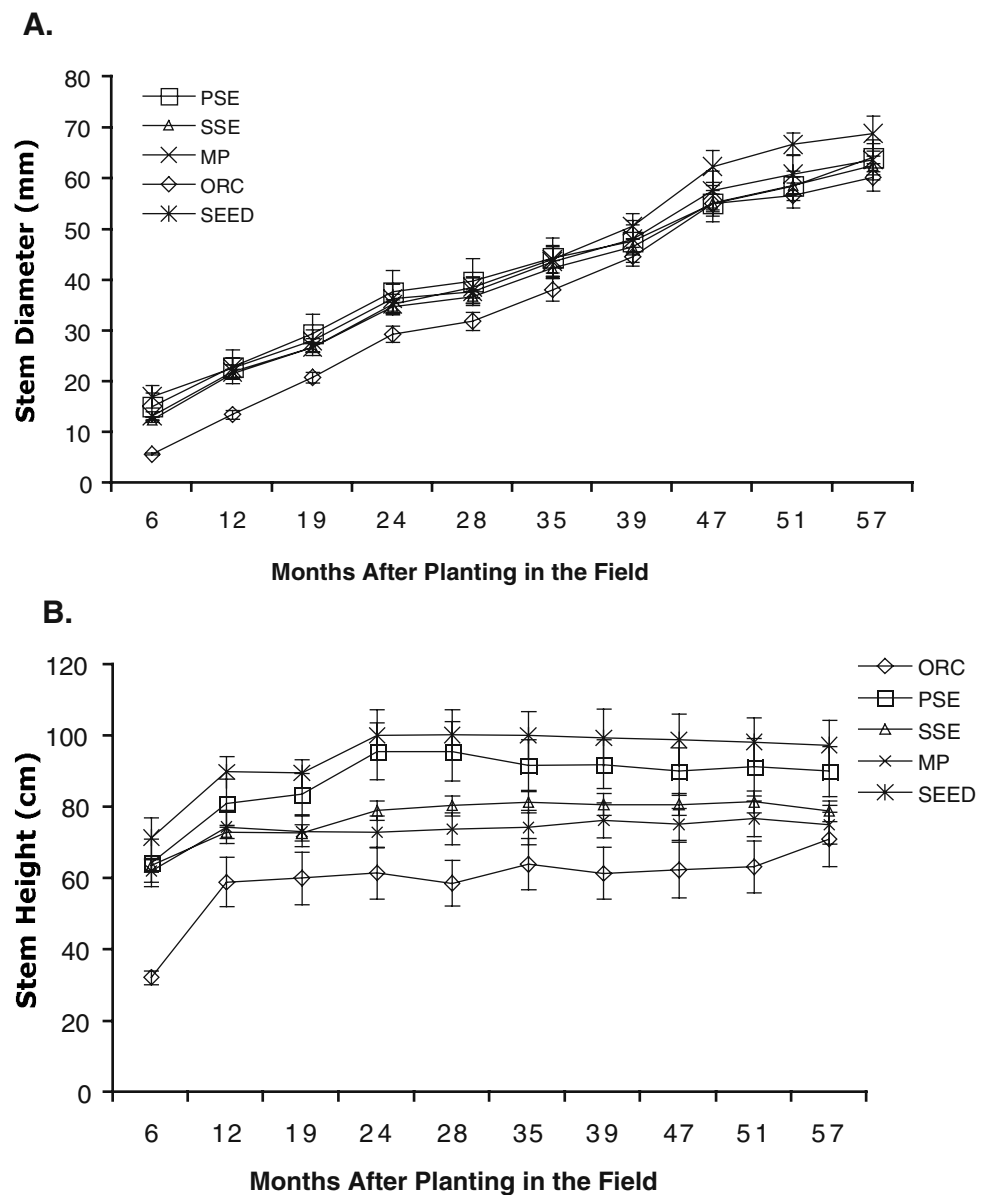 A.
Stem Diameter (mm)
80
70
60
50
40
30
20
10
0
PSE
SSE
MP
ORC
SEED
6 12 19 24 28 35 39 47 51 57
Months After Planting in the Field
B.
Stem Height (cm)
120
100
80
60
40
20
0
ORC
PSE
SSE
MP
SEED
6 12 19 24 28 35 39 47 51 57
Months After Planting in the Field